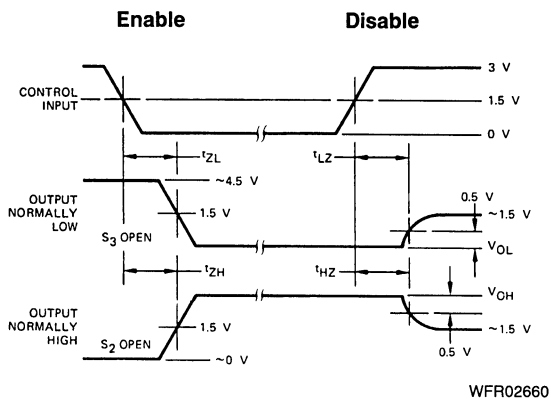 Enable Disable
3 V
CONTROL
INPUT
1.5 V
0 V
tZL tLZ
OUTPUT
NORMALLY
LOW
~4.5 V
1.5 V
S3 OPEN
0.5 V
~1.5 V
VOL
tZH tHZ
OUTPUT
NORMALLY
HIGH
VOH
1.5 V
S2 OPEN
~0 V
~1.5 V
0.5 V
WFR02660